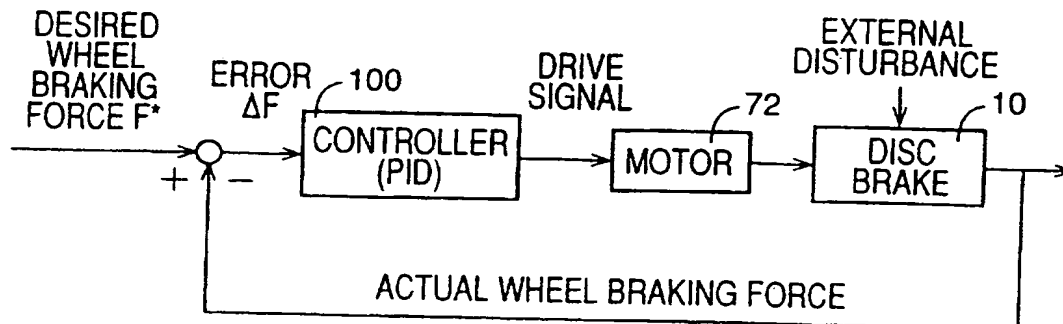 DESIRED
WHEEL
BRAKING
FORCE F*
+
−
ERROR
ΔF
100
CONTROLLER
(PID)
DRIVE
SIGNAL
72
MOTOR
EXTERNAL
DISTURBANCE
10
DISC
BRAKE
ACTUAL WHEEL BRAKING FORCE